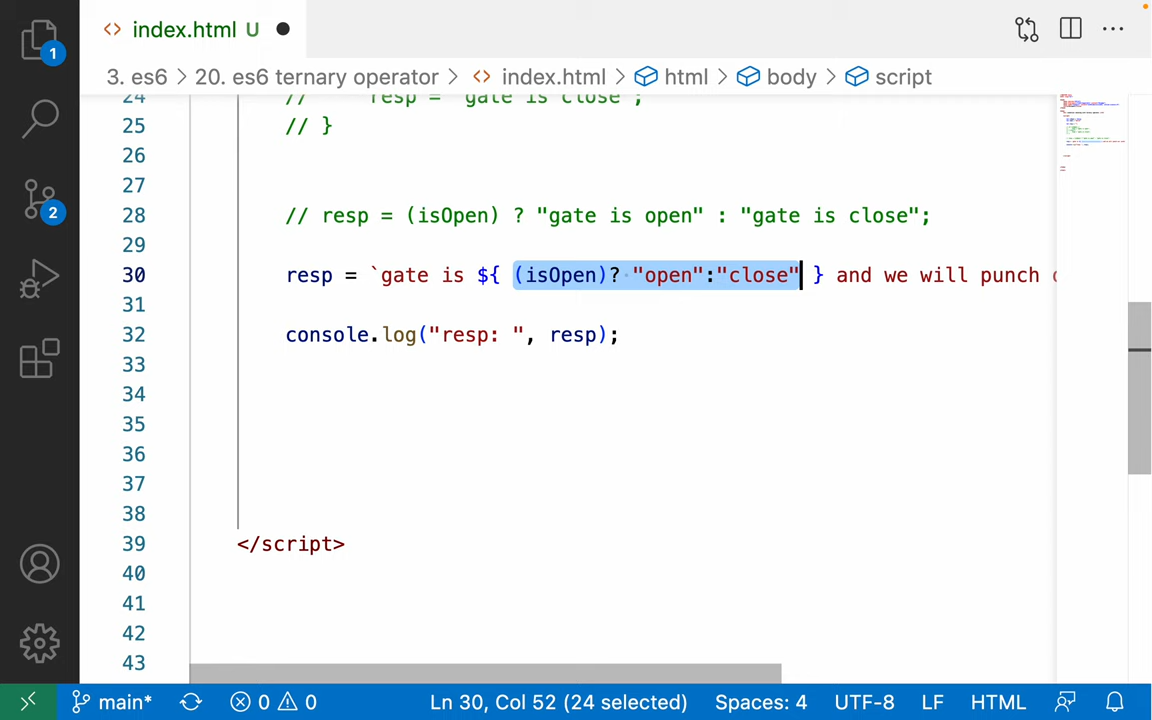 index.html U
3. es6 > 20. es6 ternary operator > index.html > html > body > script
24 // resp = "gate is close";
25 // }
26
27
28 // resp = (isOpen) ? "gate is open" : "gate is close";
29
30 resp = `gate is ${ (isOpen)? "open":"close" } and we will punch
31
32 console.log("resp: ", resp);
33
34
35
36
37
38
39 </script>
40
41
42
43
1
2
main* 0 0 Ln 30, Col 52 (24 selected) Spaces: 4 UTF-8 LF HTML